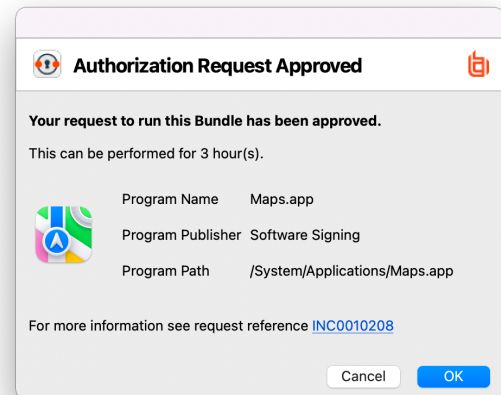 Authorization Request Approved
Your request to run this Bundle has been approved.
This can be performed for 3 hour(s).
Program Name Maps.app
Program Publisher Software Signing
Program Path /System/Applications/Maps.app
For more information see request reference INC0010208
Cancel OK